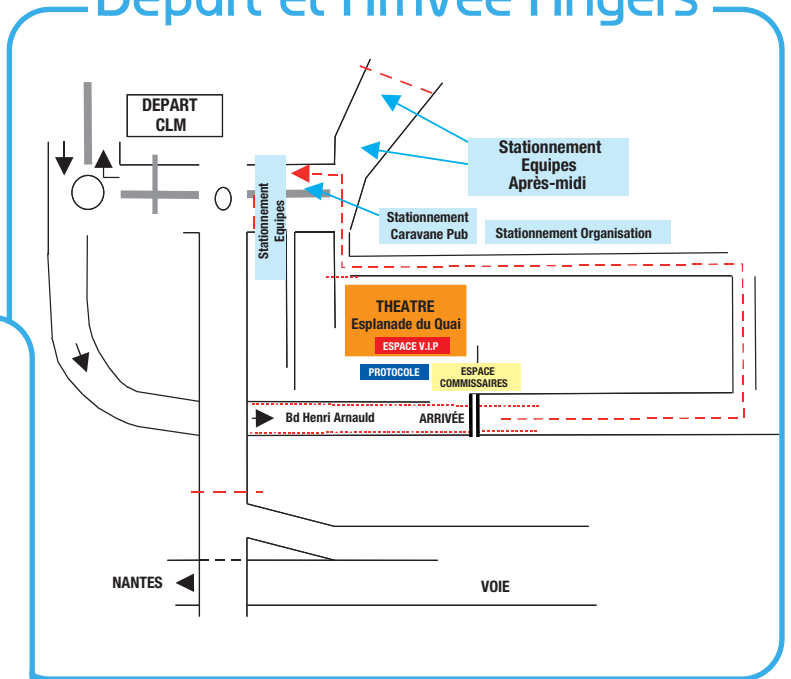 Départ et l'Arrivée Angers
DEPART
CLM
Stationnement
Equipes
Après-midi
Stationnement
Equipes
Stationnement
Caravane Pub
Stationnement Organisation
THEATRE
Esplanade du Quai
ESPACE V.I.P
PROTOCOLE
ESPACE
COMMISSAIRES
Bd Henri Arnauld
ARRIVÉE
NANTES
VOIE